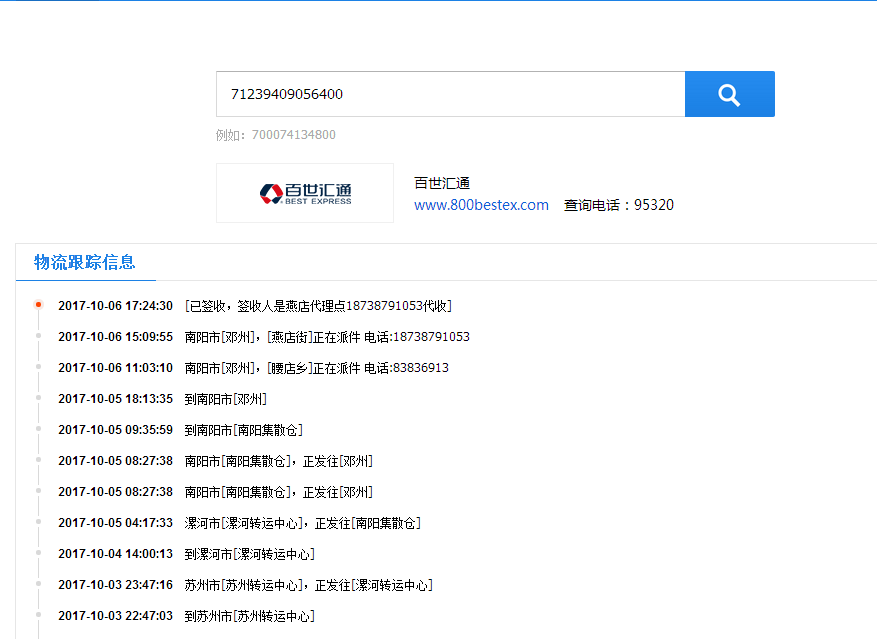 71239409056400
例如：700074134800
百世汇通
BEST EXPRESS
百世汇通
www.800bestex.com 查询电话：95320
物流跟踪信息
2017-10-06 17:24:30 [已签收，签收人是燕店代理点18738791053代收]
2017-10-06 15:09:55 南阳市[邓州]，[燕店街]正在派件 电话:18738791053
2017-10-06 11:03:10 南阳市[邓州]，[腰店乡]正在派件 电话:83836913
2017-10-05 18:13:35 到南阳市[邓州]
2017-10-05 09:35:59 到南阳市[南阳集散仓]
2017-10-05 08:27:38 南阳市[南阳集散仓]，正发往[邓州]
2017-10-05 08:27:38 南阳市[南阳集散仓]，正发往[邓州]
2017-10-05 04:17:33 漯河市[漯河转运中心]，正发往[南阳集散仓]
2017-10-04 14:00:13 到漯河市[漯河转运中心]
2017-10-03 23:47:16 苏州市[苏州转运中心]，正发往[漯河转运中心]
2017-10-03 22:47:03 到苏州市[苏州转运中心]